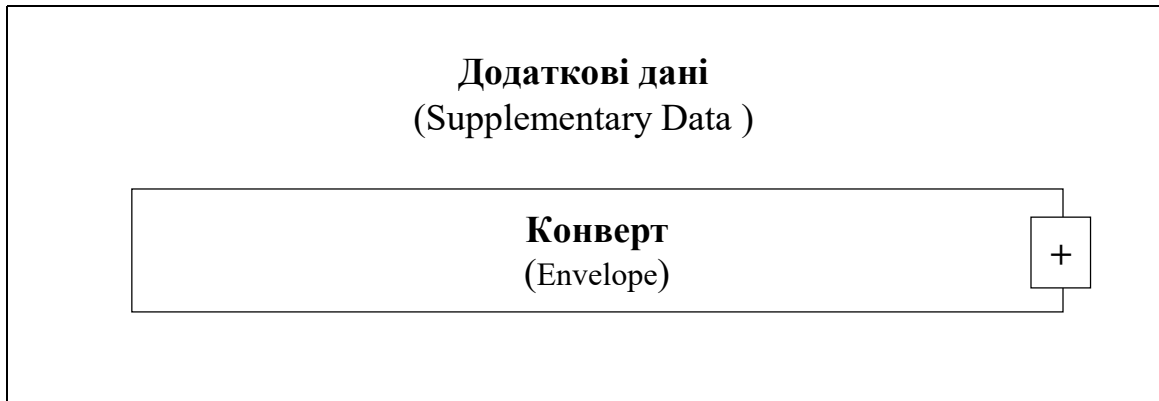 Додаткові дані
(Supplementary Data )
Конверт
(Envelope)
+